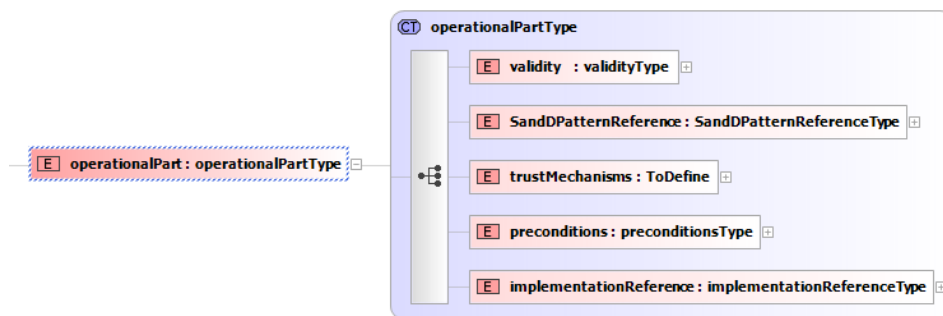 CT operationalPartType
E validity : validityType
E SandDPatternReference : SandDPatternReferenceType
E operationalPart : operationalPartType
E trustMechanisms : ToDefine
E preconditions : preconditionsType
E implementationReference : implementationReferenceType